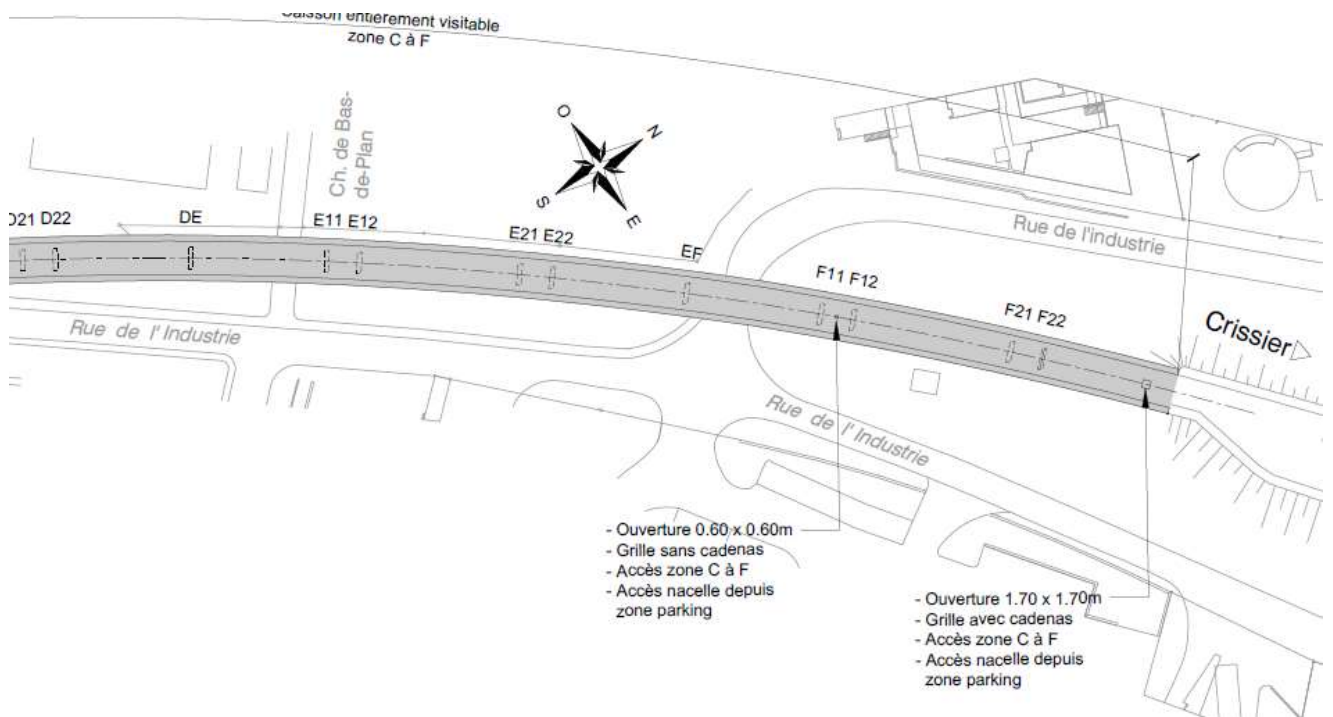 Caisson entièrement visitable
zone C à F
Ch. de Bas-
de-Plan
O
N
S
E
D21 D22
DE
E11 E12
E21 E22
EF
F11 F12
F21 F22
Rue de l'industrie
Crissier
Rue de l' Industrie
Rue de l' Industrie
- Ouverture 0.60 x 0.60m
- Grille sans cadenas
- Accès zone C à F
- Accès nacelle depuis
zone parking
- Ouverture 1.70 x 1.70m
- Grille avec cadenas
- Accès zone C à F
- Accès nacelle depuis
zone parking